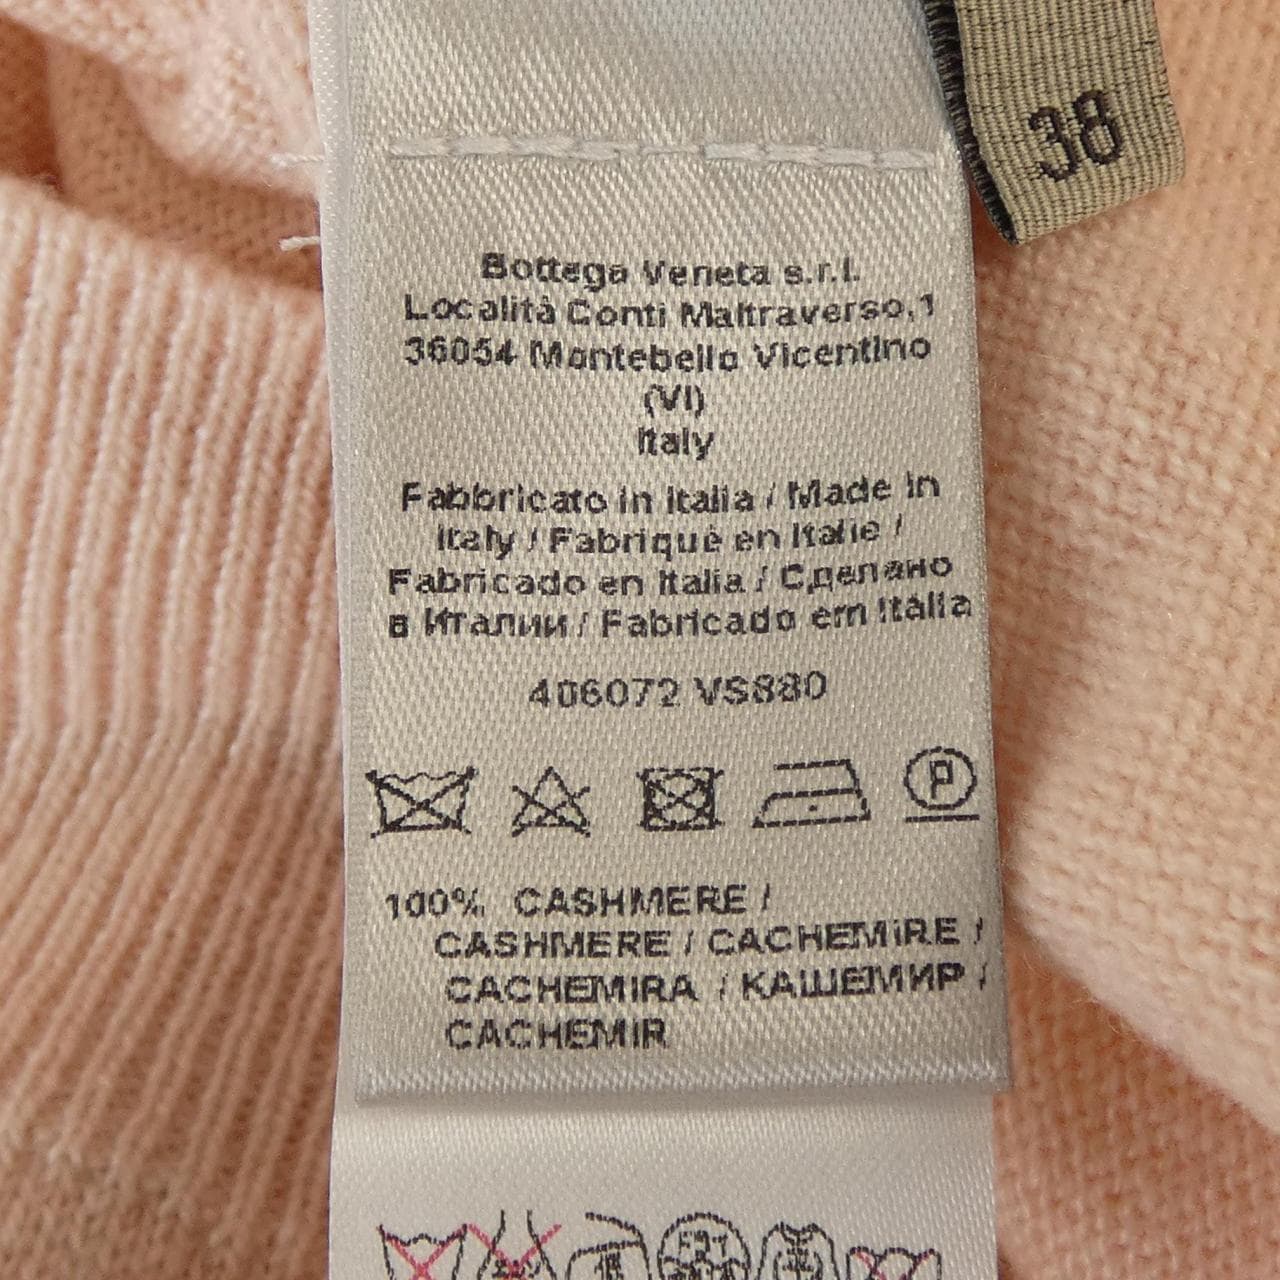 38
Bottega Veneta s.r.l.
Località Conti Maltraverso,1
36054 Montebello Vicentino
(VI)
Italy
Fabbricato in Italia / Made in
Italy / Fabriqué en Italie /
Fabricado en Italia / Сделано
в Италии / Fabricado em Itália
406072 VS880
P
100% CASHMERE /
CASHMERE / CACHEMIRE /
CACHEMIRA / КАШЕМИР /
CACHEMIR